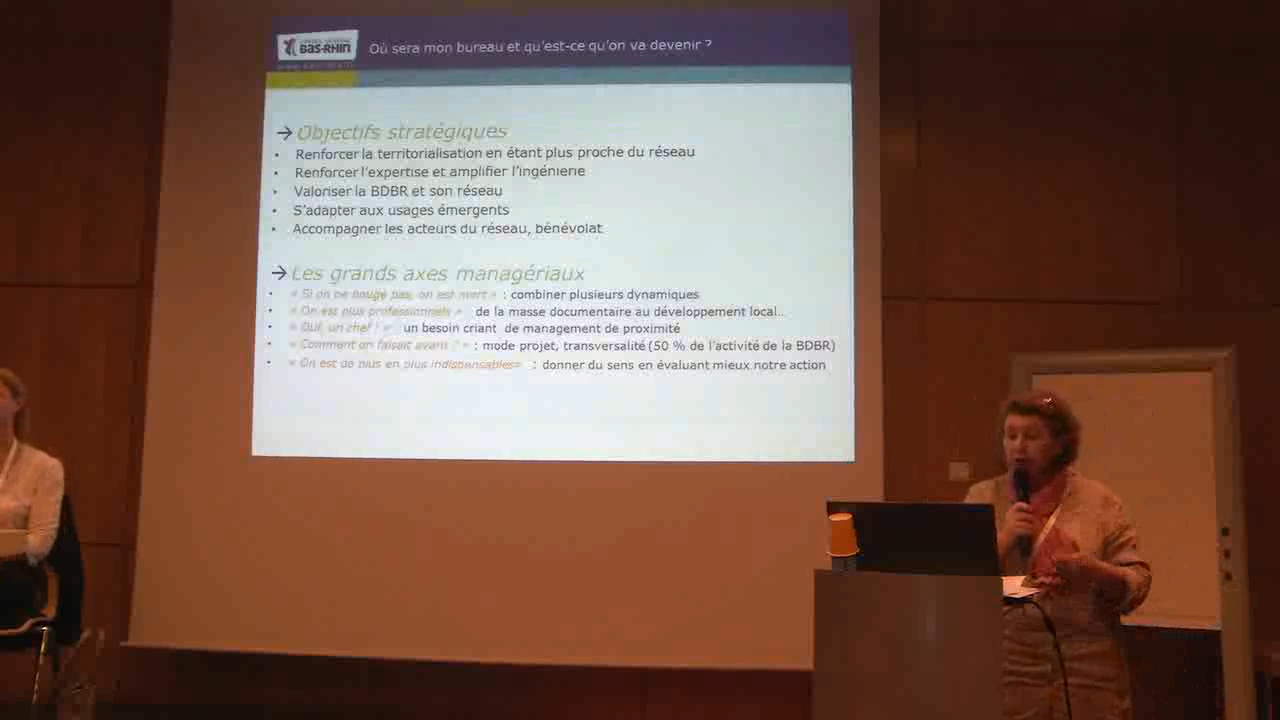 CONSEIL GÉNÉRAL
BAS-RHIN
Où sera mon bureau et qu'est-ce qu'on va devenir ?
→ Objectifs stratégiques
• Renforcer la territorialisation en étant plus proche du réseau
• Renforcer l'expertise et amplifier l'ingénierie
• Valoriser la BDBR et son réseau
• S'adapter aux usages émergents
• Accompagner les acteurs du réseau, bénévolat
→ Les grands axes managériaux
• « Si on ne bouge pas, on est mort » : combiner plusieurs dynamiques
• « On est plus professionnels » de la masse documentaire au développement local…
• « Ouf, un chef ! » un besoin criant de management de proximité
• « Comment on faisait avant ? » : mode projet, transversalité (50 % de l'activité de la BDBR)
• « On est de plus en plus indispensables» : donner du sens en évaluant mieux notre action